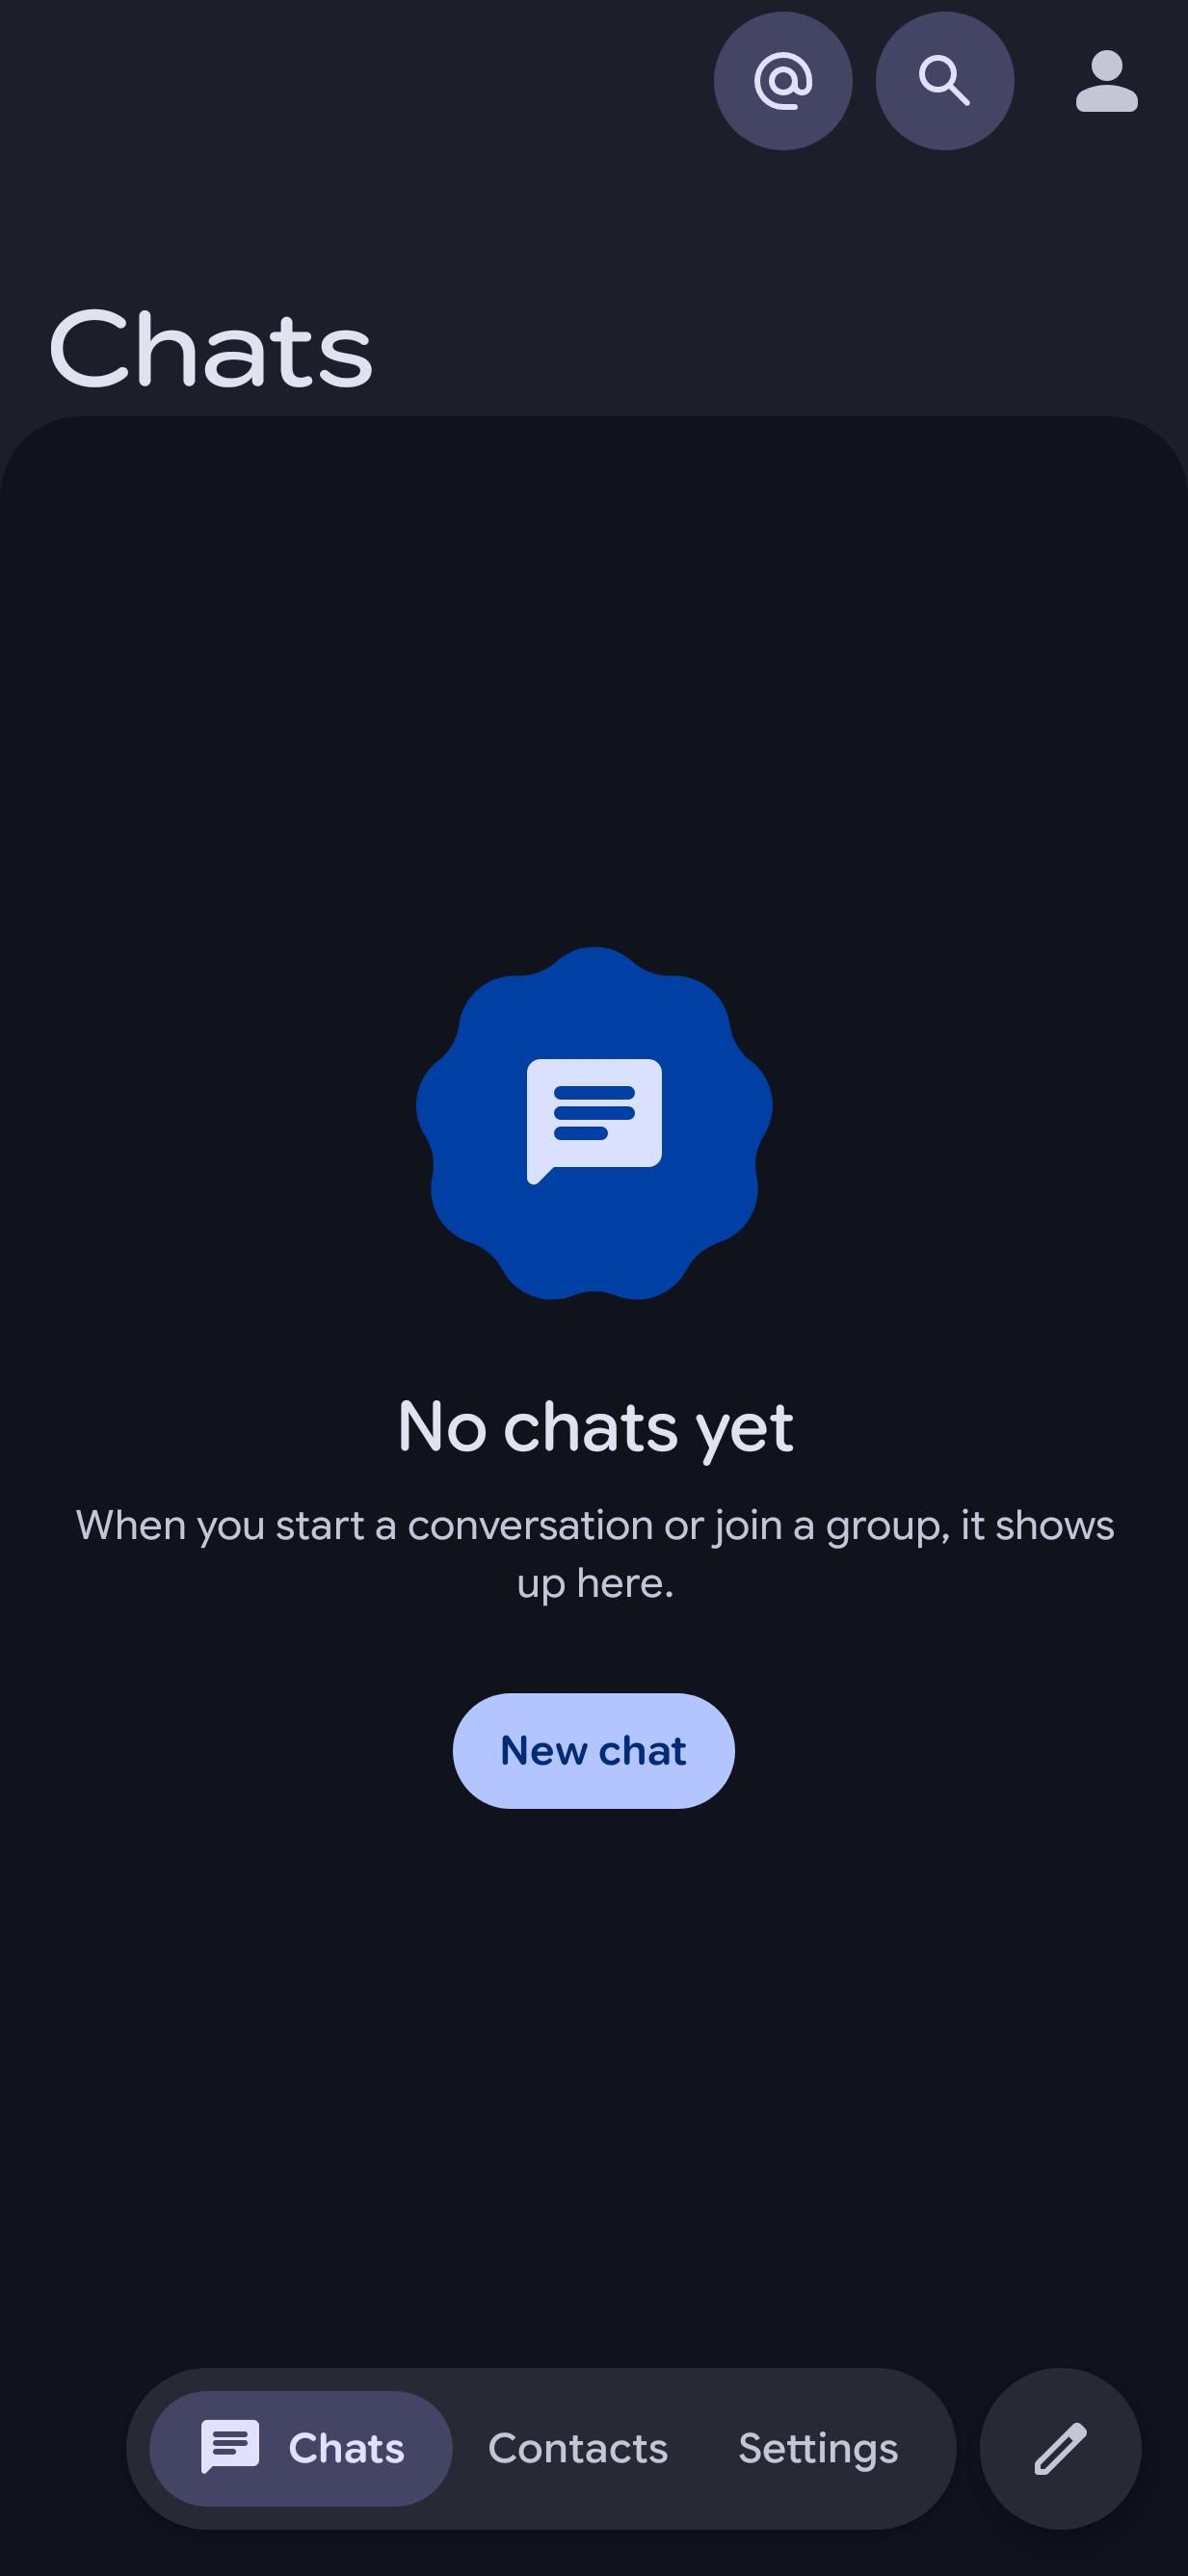 Chats
No chats yet
When you start a conversation or join a group, it shows
up here.
New chat
Chats
Contacts
Settings